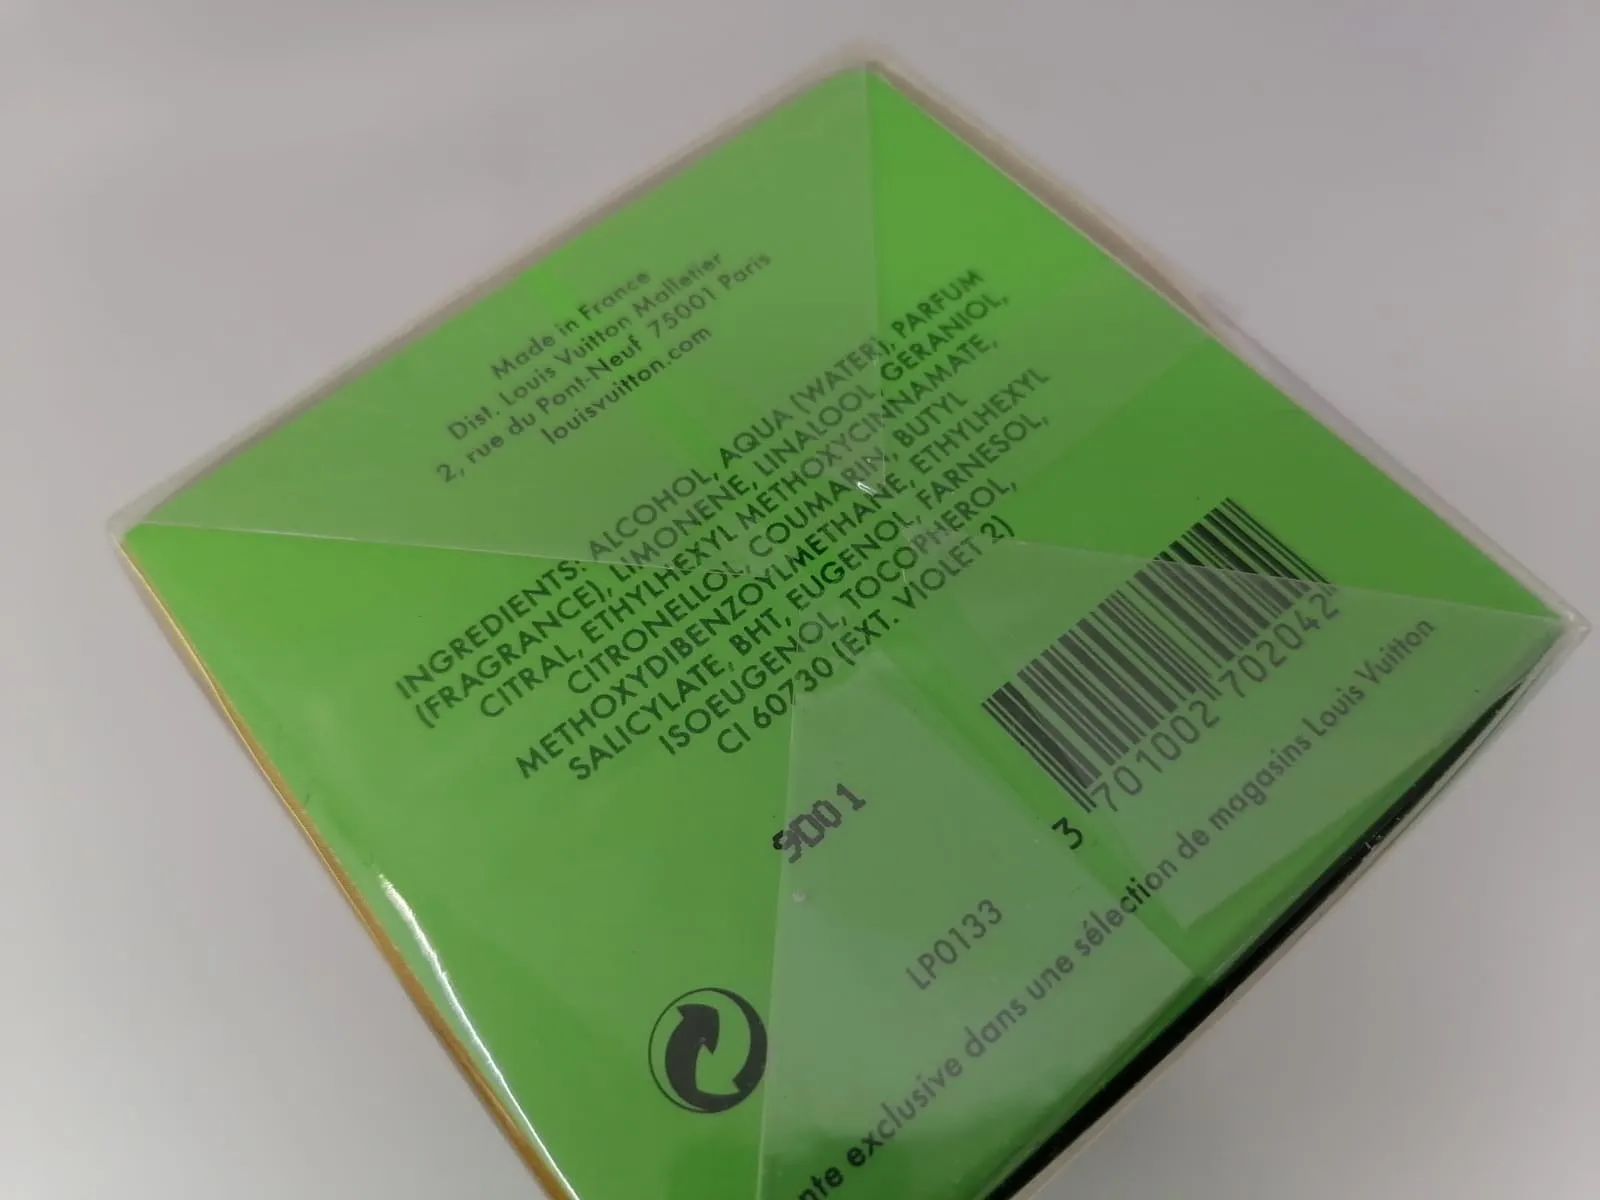 Made in France
Dist. Louis Vuitton Malletier
2, rue du Pont-Neuf 75001 Paris
louisvuitton.com
INGREDIENTS: ALCOHOL, AQUA (WATER), PARFUM
(FRAGRANCE), LIMONENE, LINALOOL, GERANIOL,
CITRAL, ETHYLHEXYL METHOXYCINNAMATE,
CITRONELLOL, COUMARIN, BUTYL
METHOXYDIBENZOYLMETHANE, ETHYLHEXYL
SALICYLATE, BHT, EUGENOL, FARNESOL,
ISOEUGENOL, TOCOPHEROL,
CI 60730 (EXT. VIOLET 2)
9D01
3 701002 702042
LP0133
exclusive dans une sélection de magasins Louis Vuitton